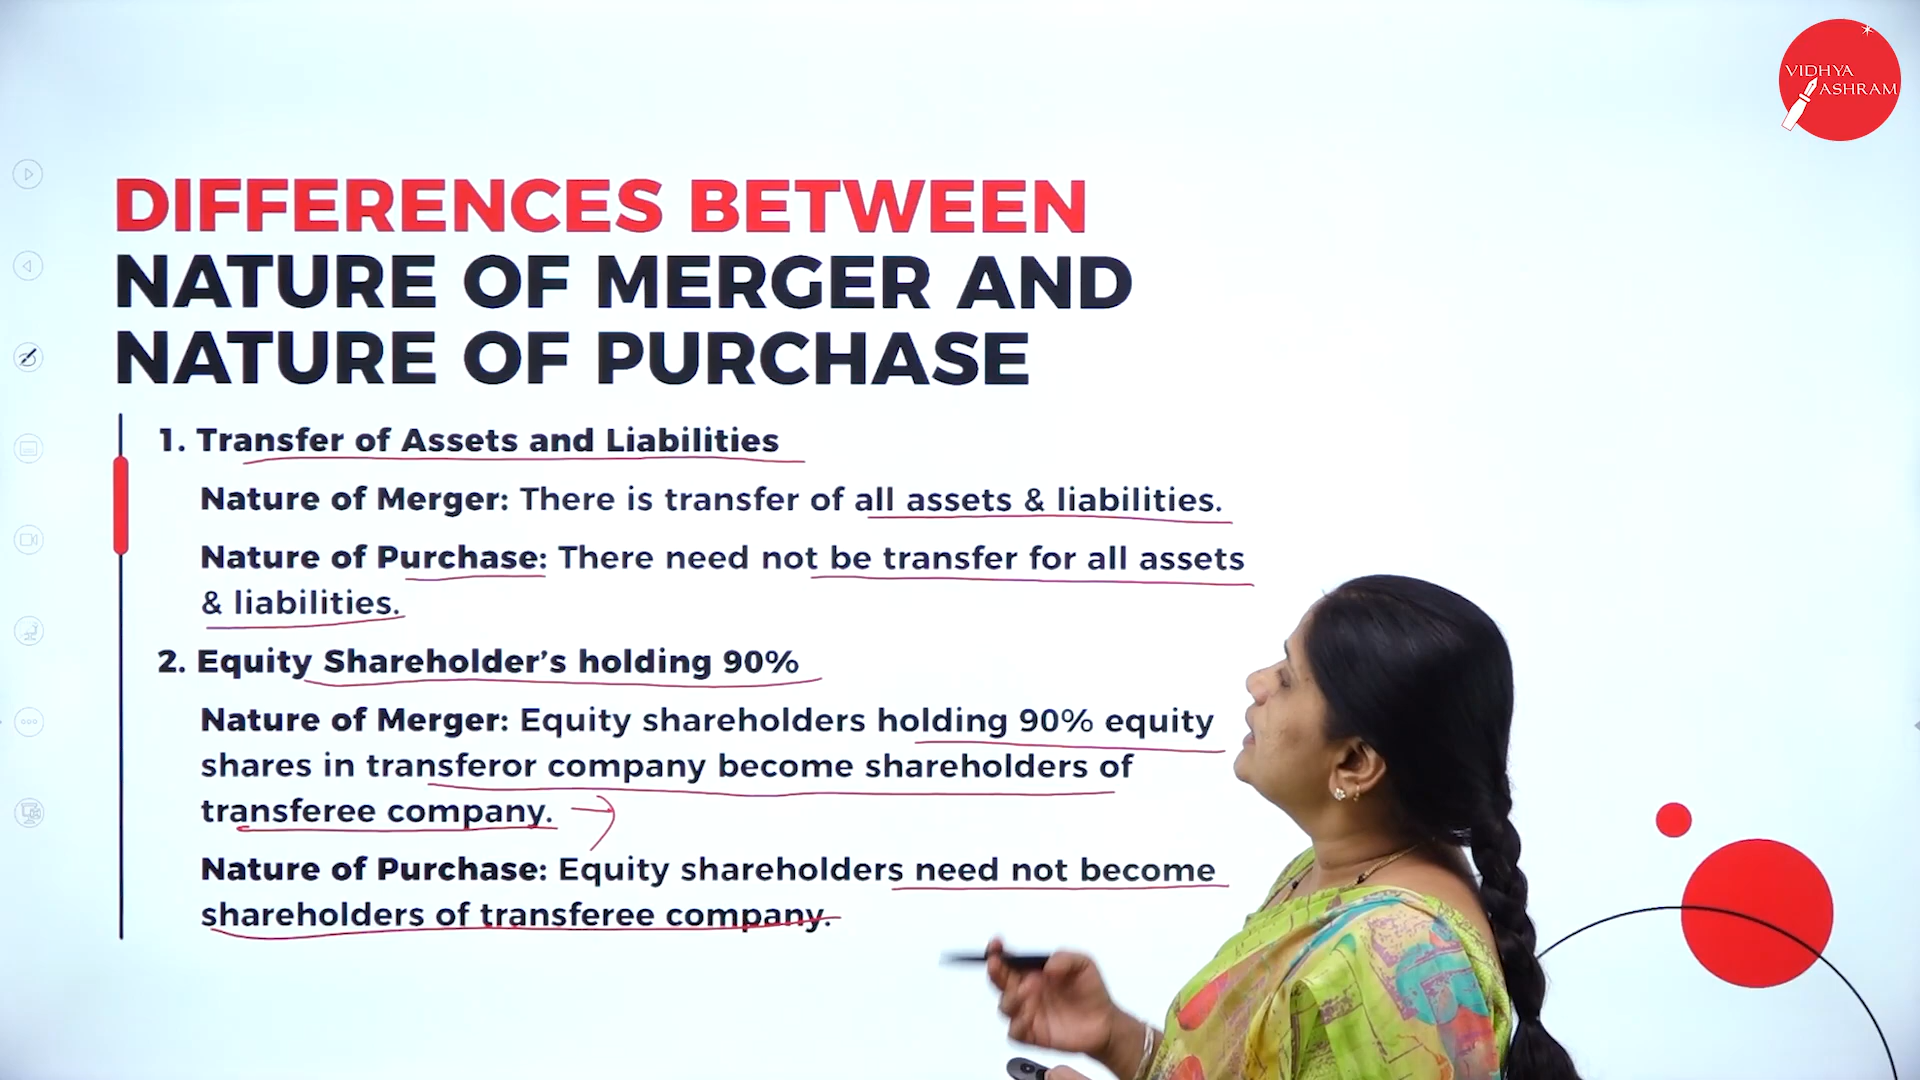 VIDHYA
ASHRAM
DIFFERENCES BETWEEN
NATURE OF MERGER AND
NATURE OF PURCHASE
1. Transfer of Assets and Liabilities
Nature of Merger: There is transfer of all assets & liabilities.
Nature of Purchase: There need not be transfer for all assets
& liabilities.
2. Equity Shareholder’s holding 90%
Nature of Merger: Equity shareholders holding 90% equity
shares in transferor company become shareholders of
transferee company.
Nature of Purchase: Equity shareholders need not become
shareholders of transferee company.